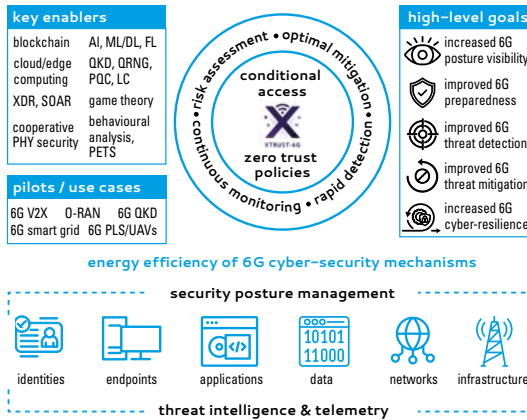 key enablers
blockchain AI, ML/DL, FL
cloud/edge computing QKD, QRNG, PQC, LC
XDR, SOAR game theory
cooperative PHY security behavioural analysis, PETS
pilots / use cases
6G V2X O-RAN 6G QKD
6G smart grid 6G PLS/UAVs
risk assessment • optimal mitigation • rapid detection • continuous monitoring •
conditional
access
X
XTRUST-6G
zero trust
policies
high-level goals
increased 6G
posture visibility
improved 6G
preparedness
improved 6G
threat detection
improved 6G
threat mitigation
increased 6G
cyber-resilience
energy efficiency of 6G cyber-security mechanisms
security posture management
</>
10101
11000
identities endpoints applications data networks infrastructure
threat intelligence & telemetry